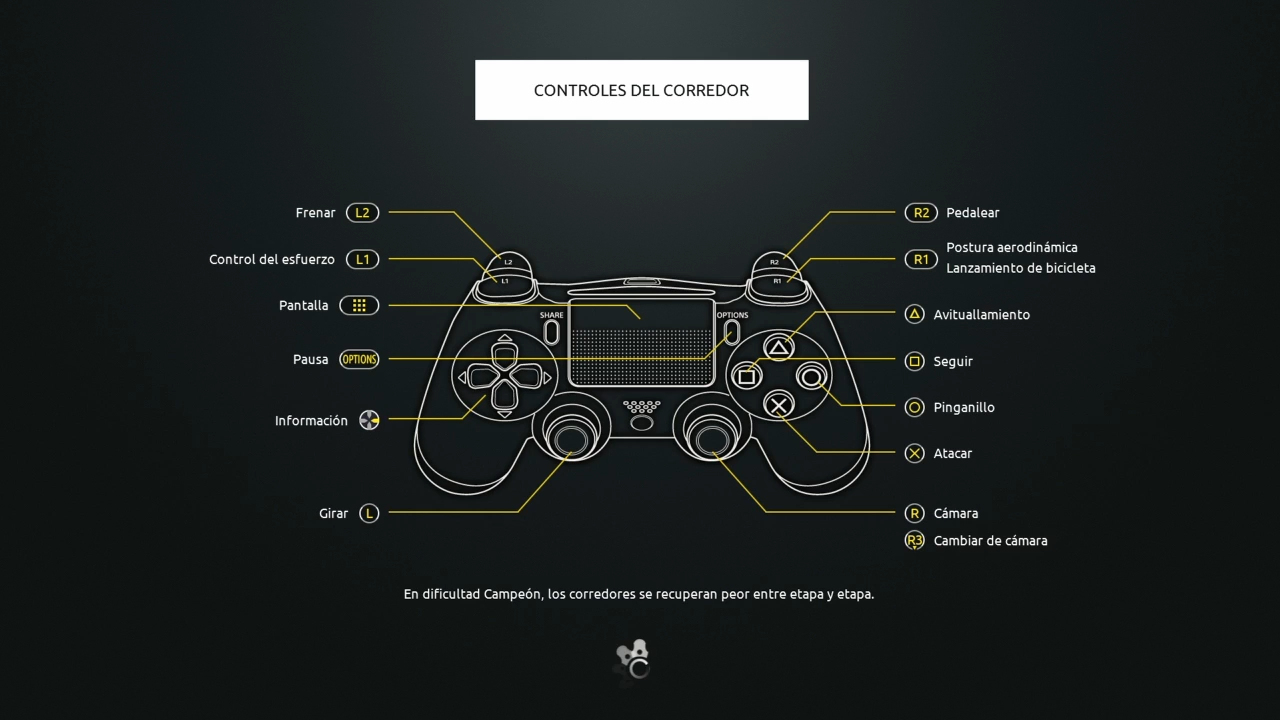 CONTROLES DEL CORREDOR
Frenar L2
R2 Pedalear
Control del esfuerzo L1
R1 Postura aerodinámica
Lanzamiento de bicicleta
L2
L1
R2
R1
Pantalla
SHARE
OPTIONS
Avituallamiento
Pausa OPTIONS
Seguir
Pinganillo
Información
Atacar
Girar L
R Cámara
R3 Cambiar de cámara
En dificultad Campeón, los corredores se recuperan peor entre etapa y etapa.